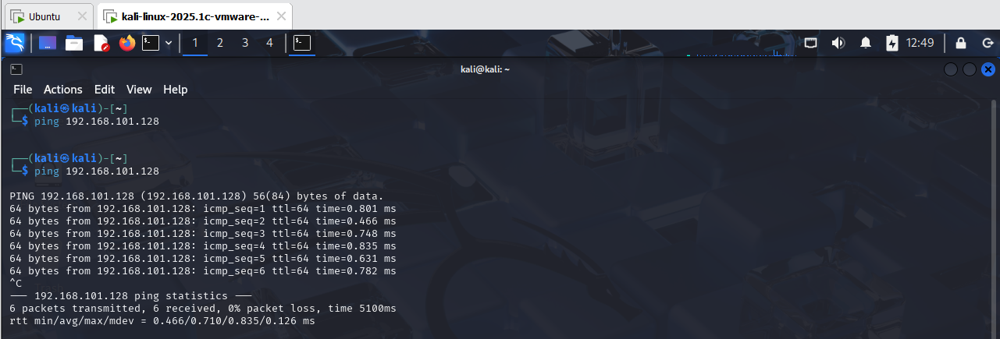 Ubuntu
kali-linux-2025.1c-vmware-...
1 2 3 4
12:49
kali@kali: ~
File Actions Edit View Help
┌──(kali㉿kali)-[~]
└─$ ping 192.168.101.128
┌──(kali㉿kali)-[~]
└─$ ping 192.168.101.128
PING 192.168.101.128 (192.168.101.128) 56(84) bytes of data.
64 bytes from 192.168.101.128: icmp_seq=1 ttl=64 time=0.801 ms
64 bytes from 192.168.101.128: icmp_seq=2 ttl=64 time=0.466 ms
64 bytes from 192.168.101.128: icmp_seq=3 ttl=64 time=0.748 ms
64 bytes from 192.168.101.128: icmp_seq=4 ttl=64 time=0.835 ms
64 bytes from 192.168.101.128: icmp_seq=5 ttl=64 time=0.631 ms
64 bytes from 192.168.101.128: icmp_seq=6 ttl=64 time=0.782 ms
^C
--- 192.168.101.128 ping statistics ---
6 packets transmitted, 6 received, 0% packet loss, time 5100ms
rtt min/avg/max/mdev = 0.466/0.710/0.835/0.126 ms